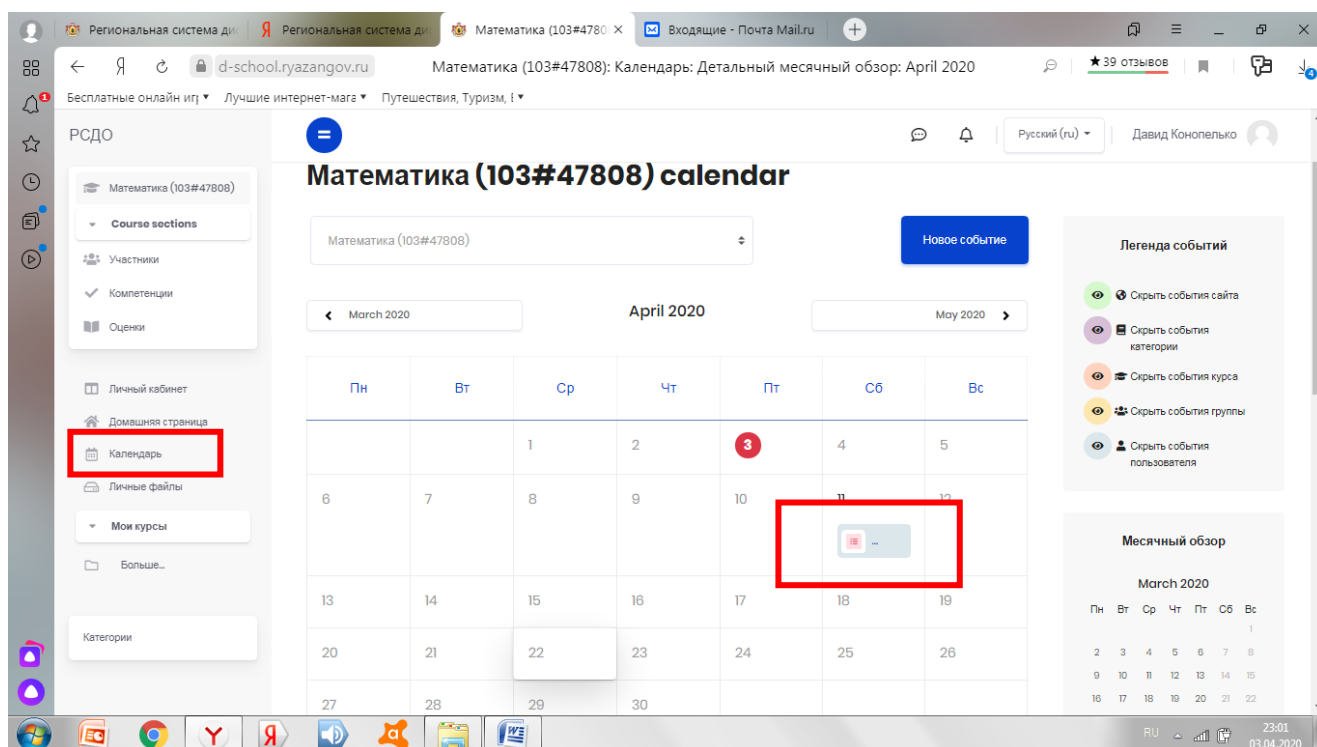 Региональная система ди
Региональная система ди
Математика (103#4780
Входящие - Почта Mail.ru
d-school.ryazangov.ru
Математика (103#47808): Календарь: Детальный месячный обзор: April 2020
★39 отзывов
4
1
Бесплатные онлайн игр
Лучшие интернет-мага
Путешествия, Туризм,
РСДО
Русский (ru)
Давид Конопелько
Математика (103#47808)
Course sections
Участники
Компетенции
Оценки
Личный кабинет
Домашняя страница
Календарь
Личные файлы
Мои курсы
Больше...
Категории
Математика (103#47808) calendar
Математика (103#47808)
Новое событие
March 2020
April 2020
May 2020
Пн Вт Ср Чт Пт Сб Вс
1 2 3 4 5
6 7 8 9 10 11 12
...
13 14 15 16 17 18 19
20 21 22 23 24 25 26
27 28 29 30
Легенда событий
Скрыть события сайта
Скрыть события
категории
Скрыть события курса
Скрыть события группы
Скрыть события
пользователя
Месячный обзор
March 2020
Пн Вт Ср Чт Пт Сб Вс
1
2 3 4 5 6 7 8
9 10 11 12 13 14 15
16 17 18 19 20 21 22
RU
23:01
03.04.2020